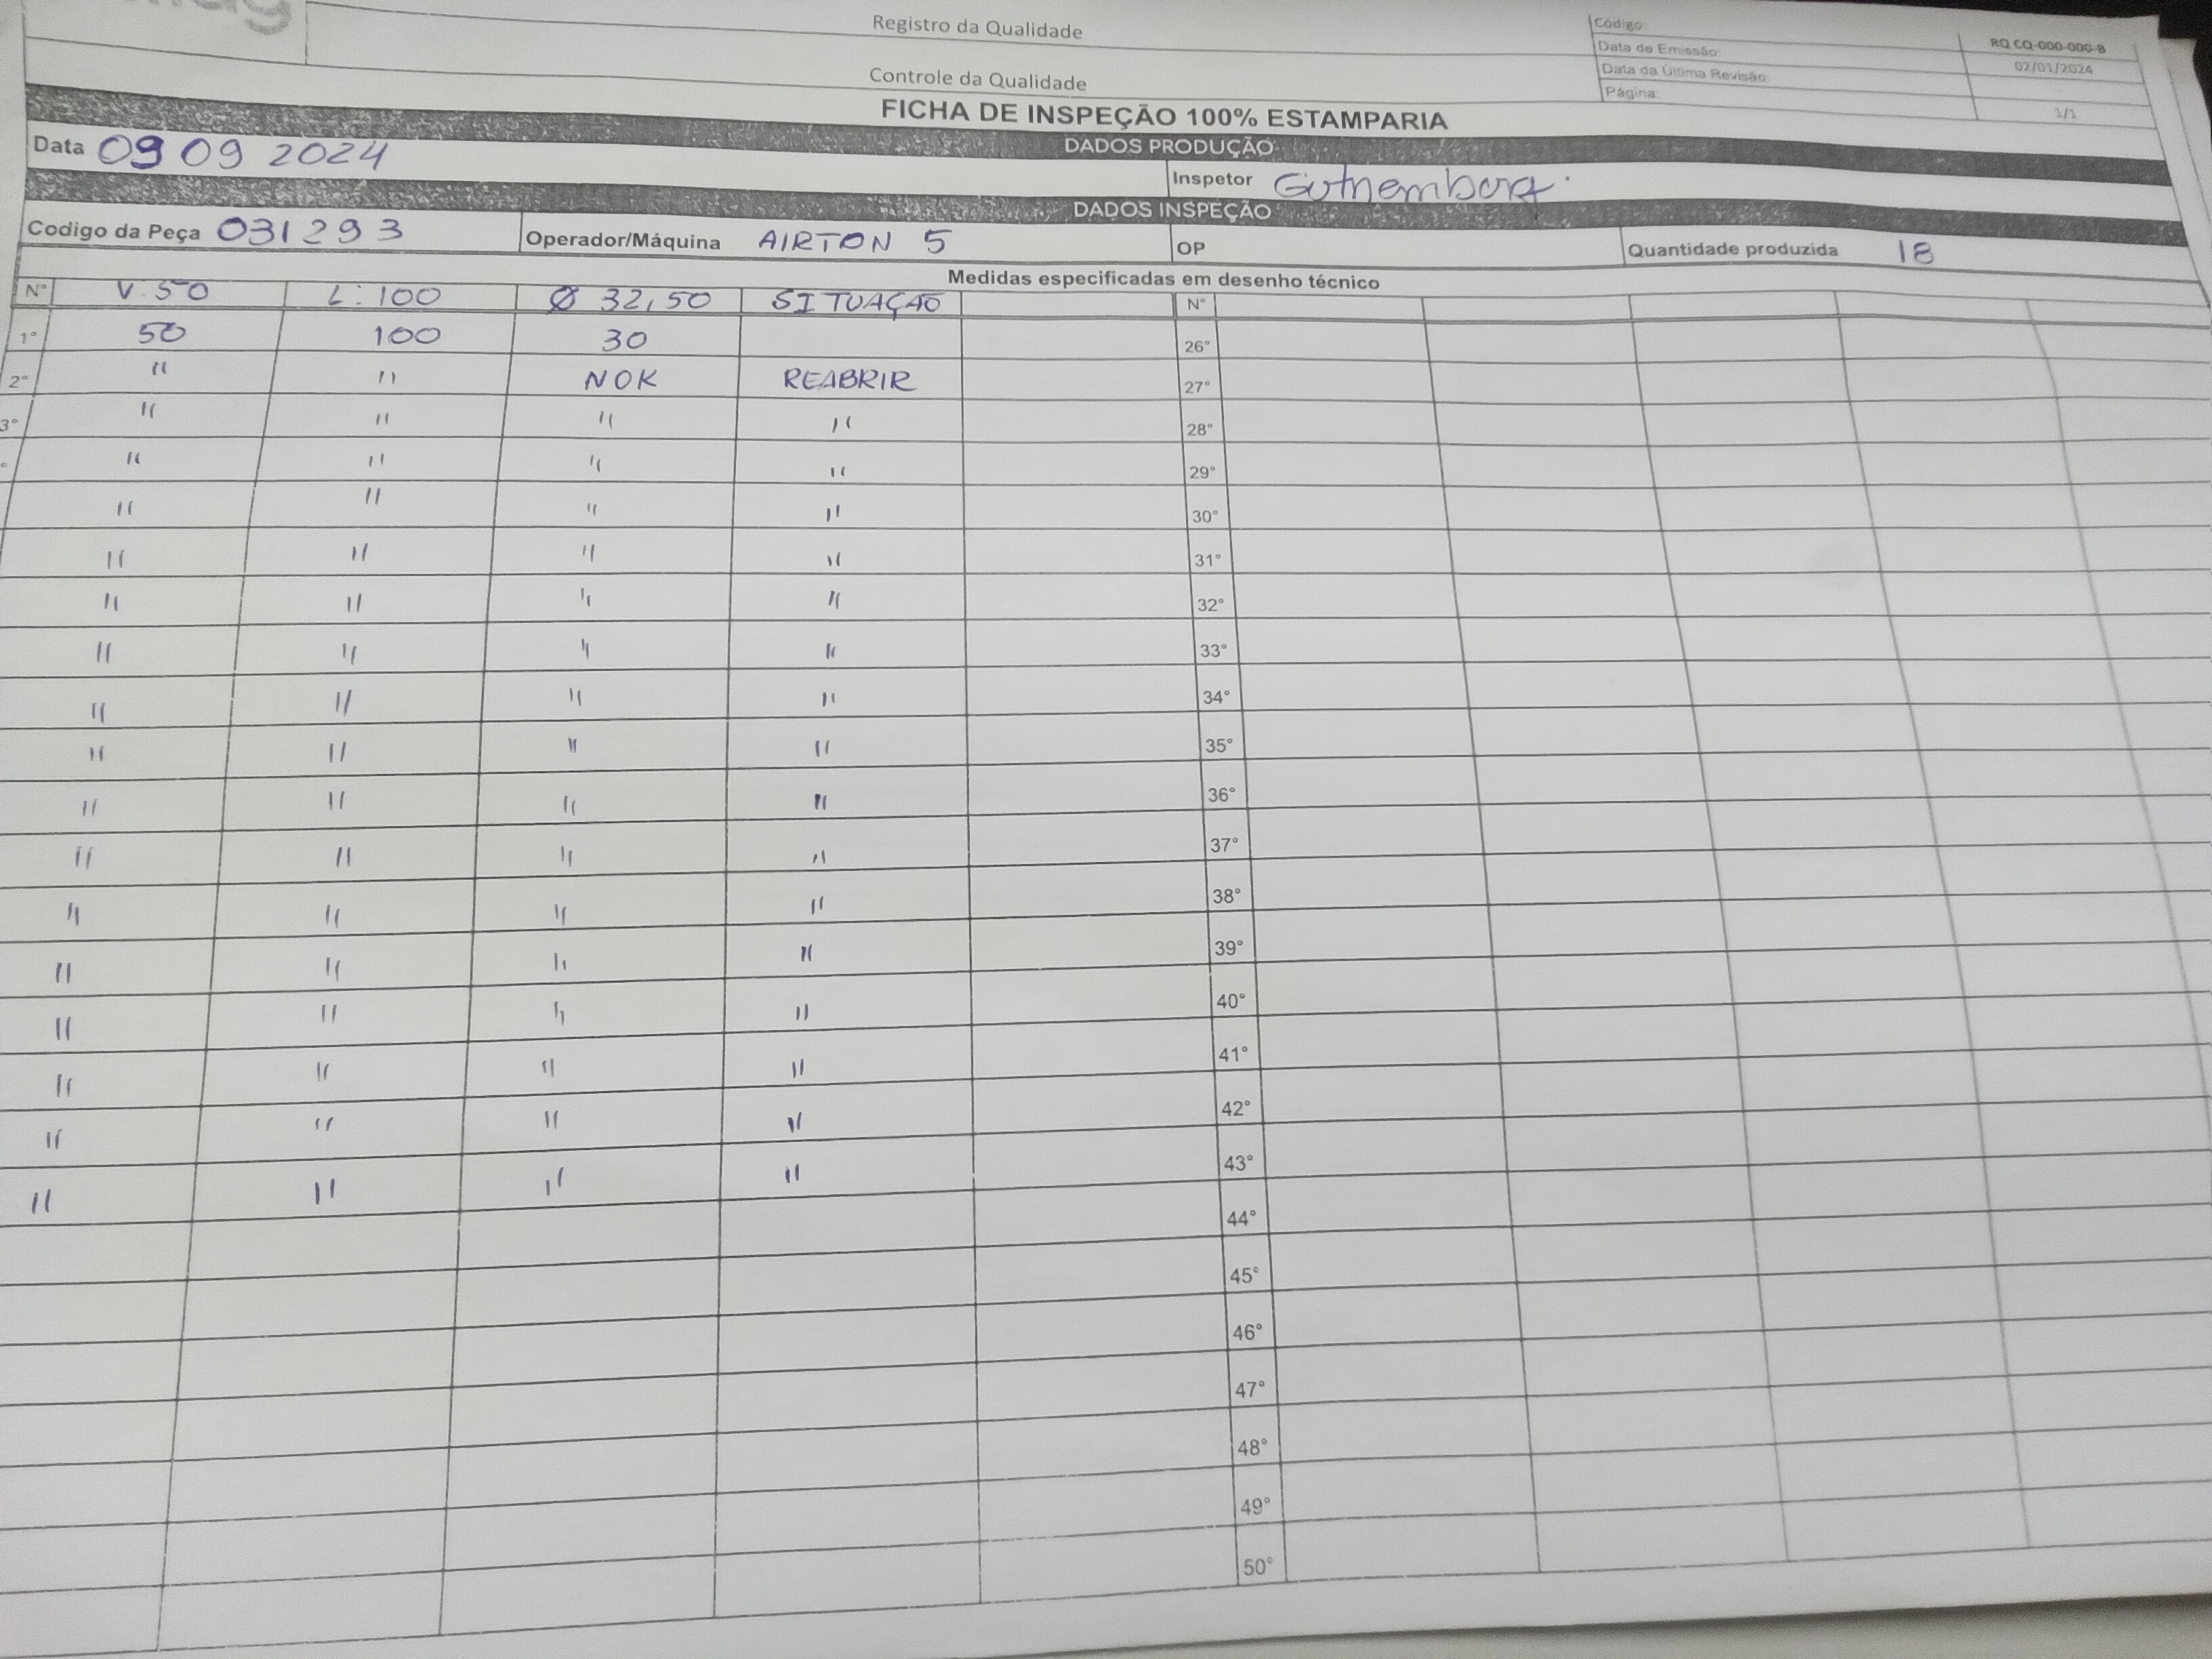 Registro da Qualidade
Código: RQ CQ-000-000-B
Data de Emissão: 02/01/2024
Controle da Qualidade
Data da Última Revisão: -
Página: 1/1
FICHA DE INSPEÇÃO 100% ESTAMPARIA
DADOS PRODUÇÃO
Data 09 09 2024 Inspetor Gutnemberg.
DADOS INSPEÇÃO
Codigo da Peça 031293 Operador/Máquina AIRTON 5 OP Quantidade produzida 18
Medidas especificadas em desenho técnico
N° V:50 L:100 Ø 32,50 SITUAÇÃO N°
1° 50 100 30 26°
2° " " NOK REABRIR 27°
3° " " " " 28°
° " " " " 29°
" " " " 30°
" " " " 31°
" " " " 32°
" " " " 33°
" " " " 34°
" " " " 35°
" " " " 36°
" " " " 37°
" " " " 38°
" " " " 39°
" " " " 40°
" " " " 41°
" " " " 42°
" " " " 43°
44°
45°
46°
47°
48°
49°
50°